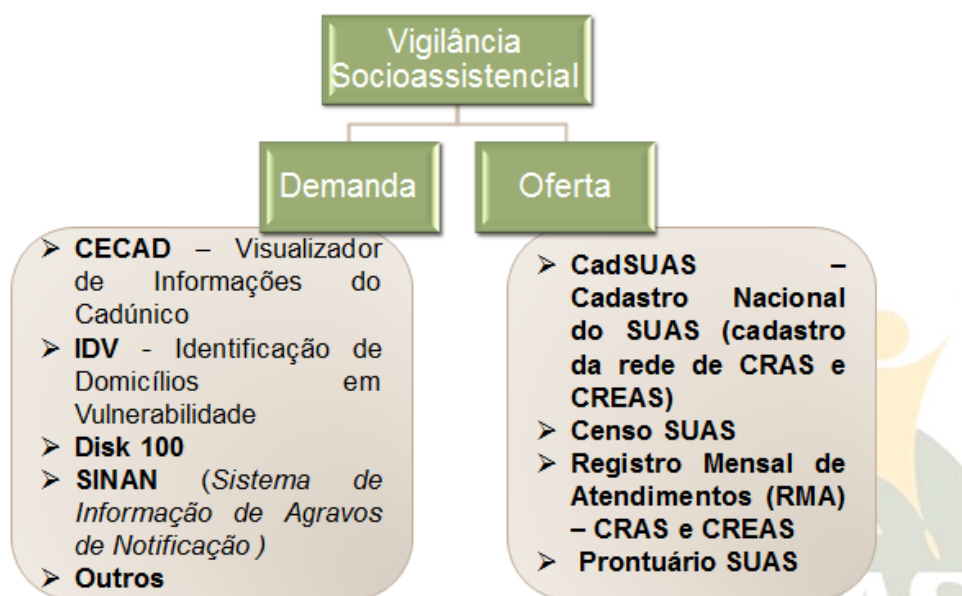 Vigilância
Socioassistencial
Demanda
Oferta
➢ CECAD – Visualizador
de Informações do
Cadúnico
➢ IDV - Identificação de
Domicílios em
Vulnerabilidade
➢ Disk 100
➢ SINAN (Sistema de
Informação de Agravos
de Notificação )
➢ Outros
➢ CadSUAS –
Cadastro Nacional
do SUAS (cadastro
da rede de CRAS e
CREAS)
➢ Censo SUAS
➢ Registro Mensal de
Atendimentos (RMA)
– CRAS e CREAS
➢ Prontuário SUAS